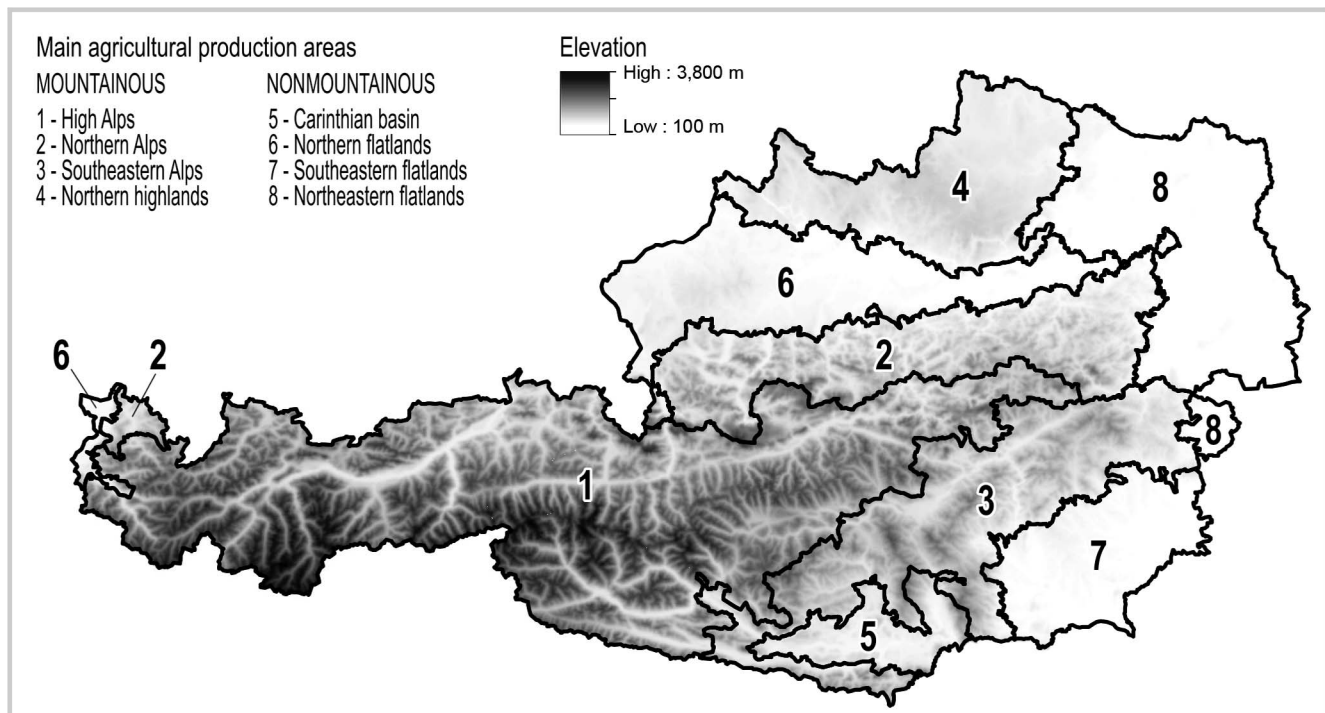 Main agricultural production areas
MOUNTAINOUS
1 - High Alps
2 - Northern Alps
3 - Southeastern Alps
4 - Northern highlands
NONMOUNTAINOUS
5 - Carinthian basin
6 - Northern flatlands
7 - Southeastern flatlands
8 - Northeastern flatlands
Elevation
High : 3,800 m
Low : 100 m
4
8
6
2
6
2
8
1
3
7
5